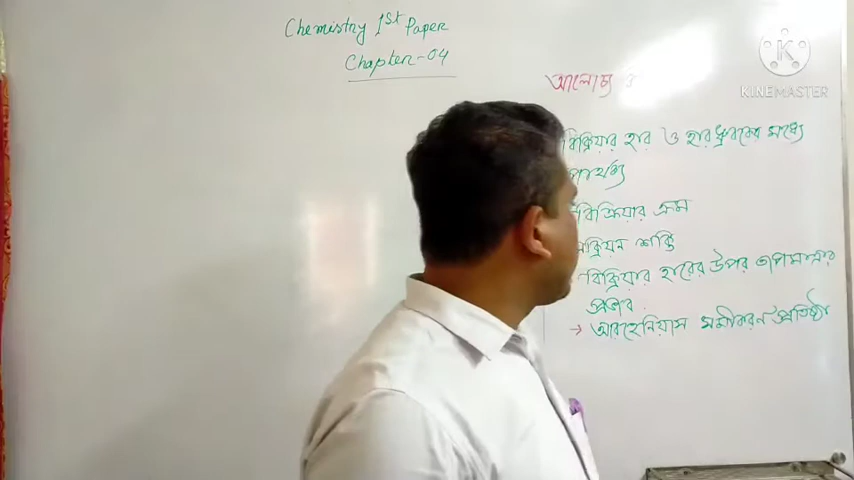 Chemistry 1st Paper
Chapter-04
আলোচ্য
বিক্রিয়ার হার ও হার ধ্রুবকের মধ্যে
পার্থক্য
বিক্রিয়ার ক্রম
শক্তি
বিক্রিয়ার হারের উপর তাপমাত্রার
প্রভাব
→ আরহেনিয়াস সমীকরণ প্রতিষ্ঠা
K
KINEMASTER